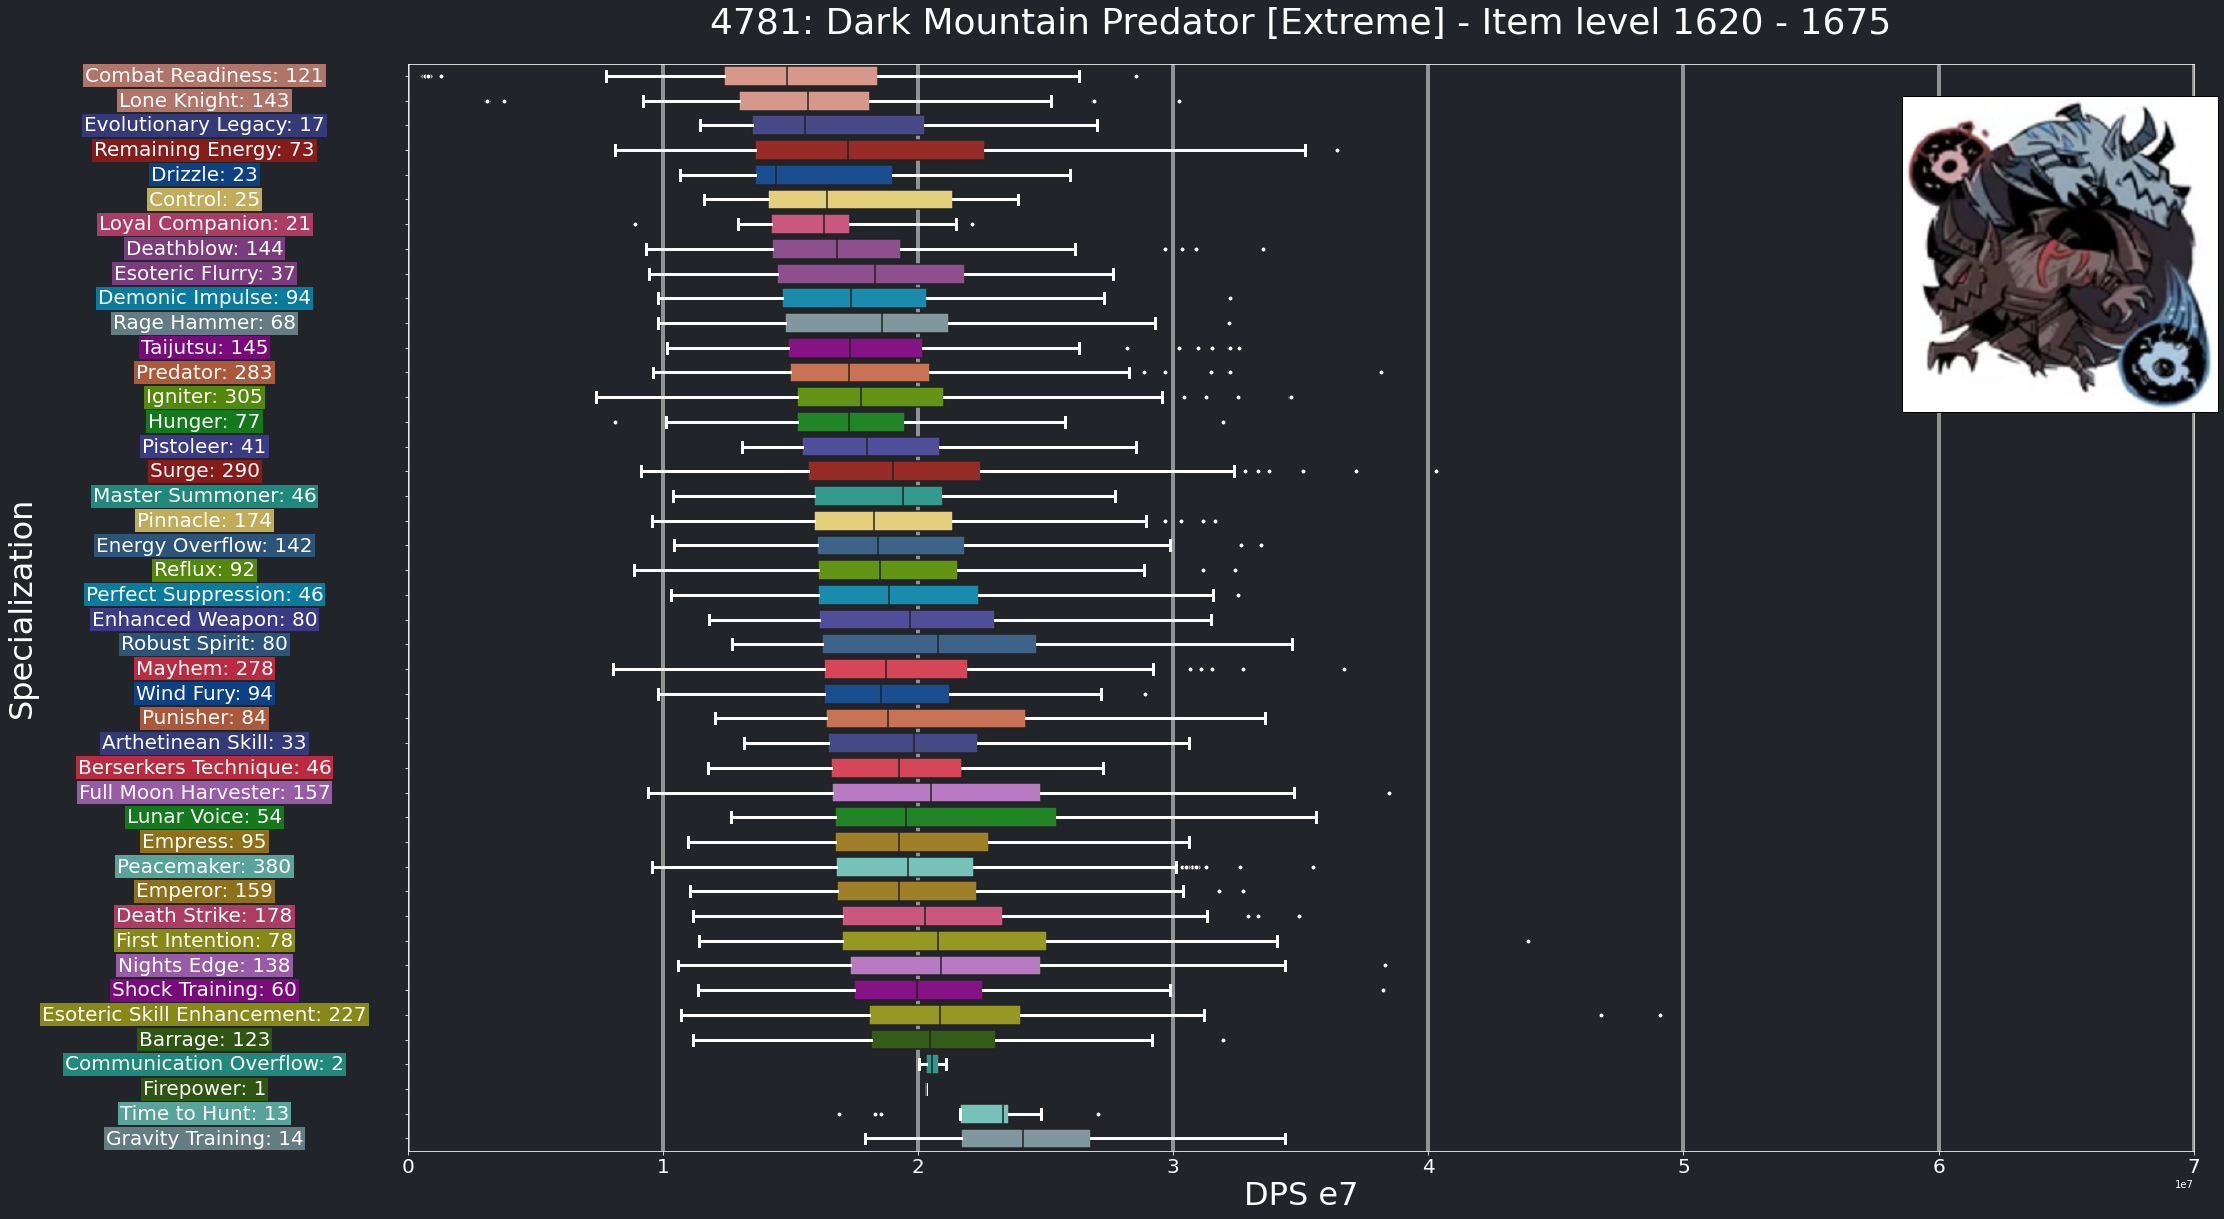 4781: Dark Mountain Predator [Extreme] - Item level 1620 - 1675
Combat Readiness: 121
Lone Knight: 143
Evolutionary Legacy: 17
Remaining Energy: 73
Drizzle: 23
Control: 25
Loyal Companion: 21
Deathblow: 144
Esoteric Flurry: 37
Demonic Impulse: 94
Rage Hammer: 68
Taijutsu: 145
Predator: 283
Igniter: 305
Hunger: 77
Pistoleer: 41
Surge: 290
Master Summoner: 46
Pinnacle: 174
Energy Overflow: 142
Reflux: 92
Perfect Suppression: 46
Enhanced Weapon: 80
Robust Spirit: 80
Mayhem: 278
Wind Fury: 94
Punisher: 84
Arthetinean Skill: 33
Berserkers Technique: 46
Full Moon Harvester: 157
Lunar Voice: 54
Empress: 95
Peacemaker: 380
Emperor: 159
Death Strike: 178
First Intention: 78
Nights Edge: 138
Shock Training: 60
Esoteric Skill Enhancement: 227
Barrage: 123
Communication Overflow: 2
Firepower: 1
Time to Hunt: 13
Gravity Training: 14
Specialization
0 1 2 3 4 5 6 7
DPS e7
1e7